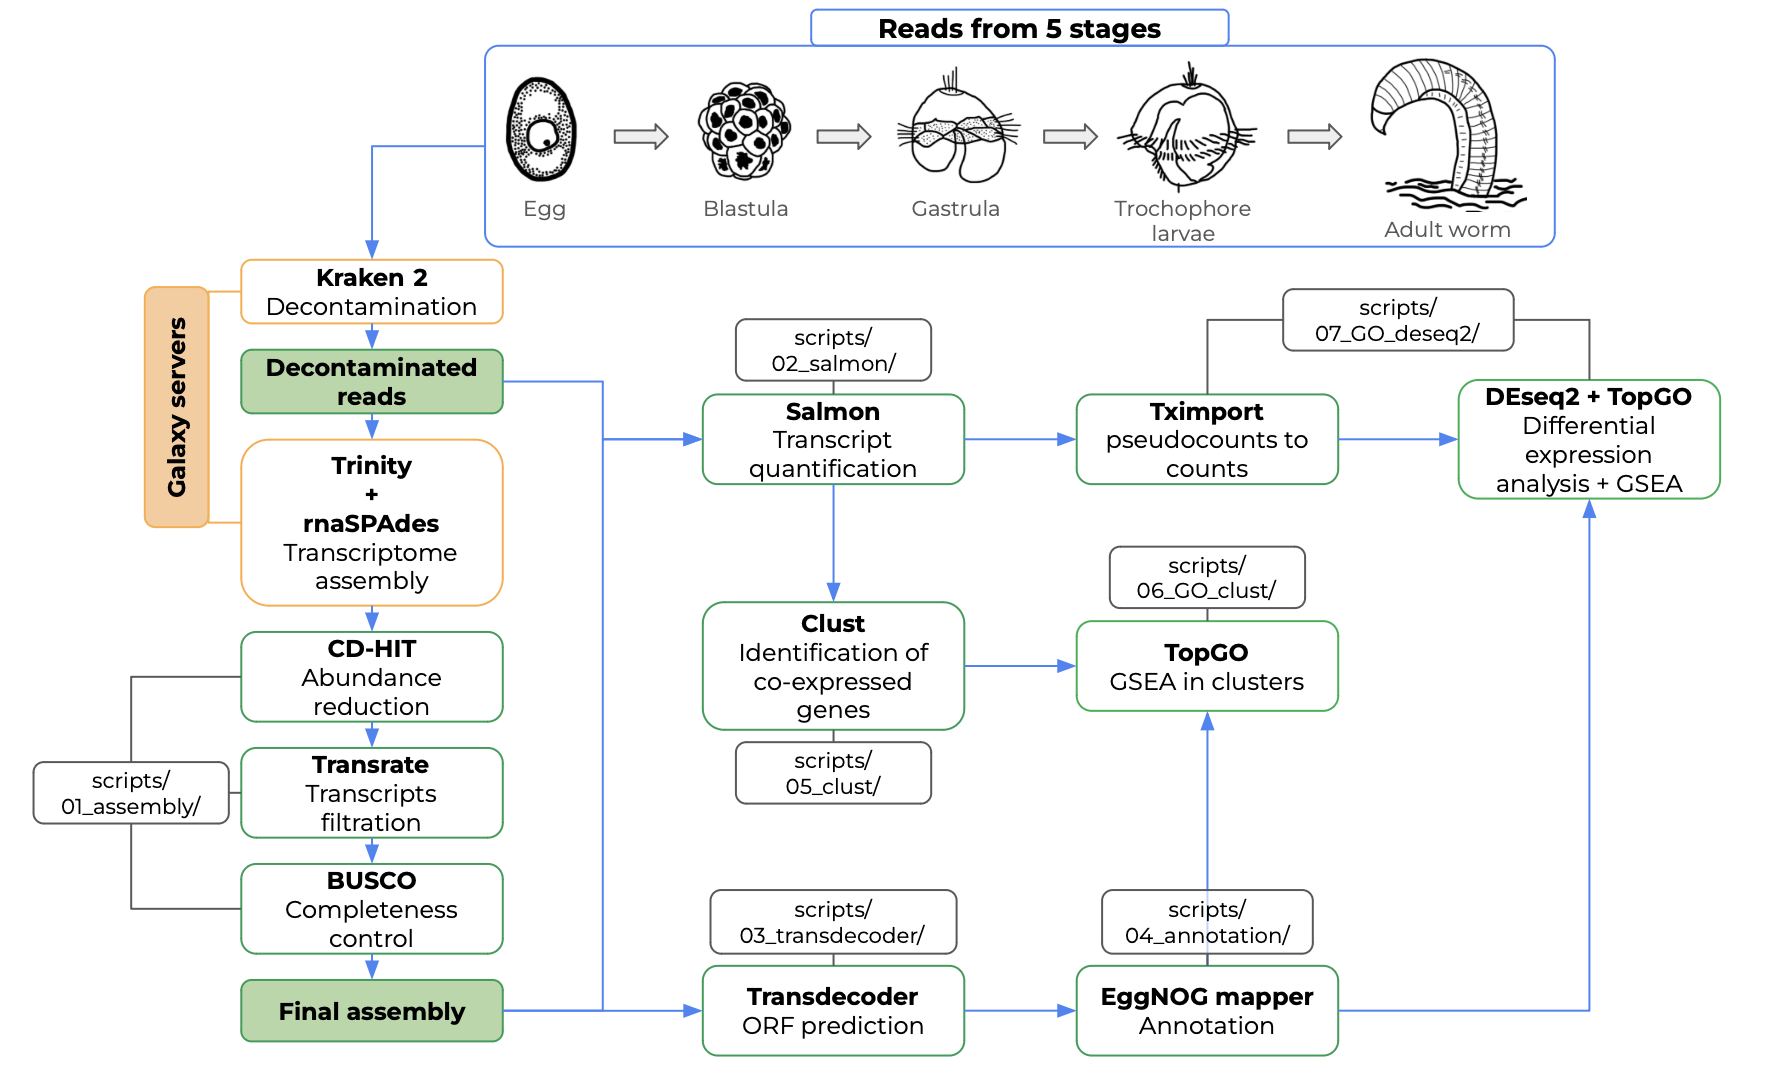 Reads from 5 stages
Egg
Blastula
Gastrula
Trochophore
larvae
Adult worm
Galaxy servers
Kraken 2
Decontamination
Decontaminated
reads
Trinity
+
rnaSPAdes
Transcriptome
assembly
CD-HIT
Abundance
reduction
scripts/
01_assembly/
Transrate
Transcripts
filtration
BUSCO
Completeness
control
Final assembly
scripts/
02_salmon/
Salmon
Transcript
quantification
Tximport
pseudocounts to
counts
scripts/
07_GO_deseq2/
DEseq2 + TopGO
Differential
expression
analysis + GSEA
Clust
Identification of
co-expressed
genes
scripts/
05_clust/
scripts/
06_GO_clust/
TopGO
GSEA in clusters
scripts/
03_transdecoder/
Transdecoder
ORF prediction
scripts/
04_annotation/
EggNOG mapper
Annotation